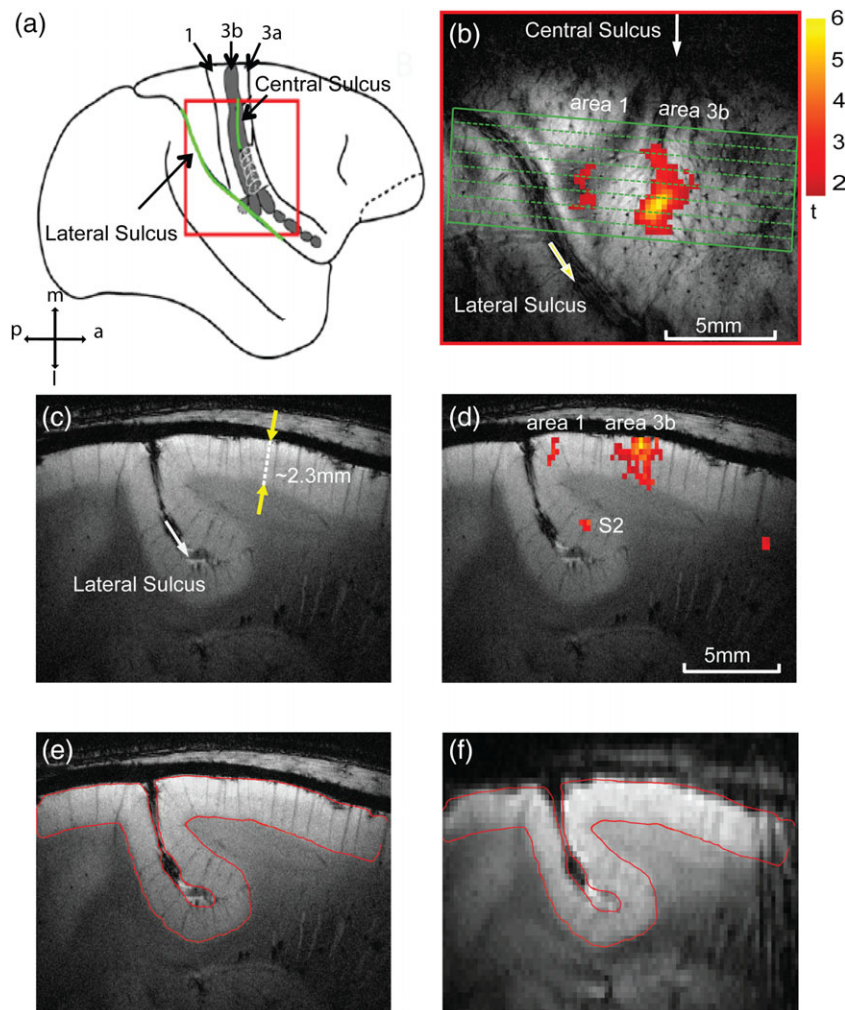 (a)
1
3b
3a
Central Sulcus
Lateral Sulcus
m
p
a
l
(b)
Central Sulcus
area 1
area 3b
Lateral Sulcus
5mm
6
5
4
3
2
t
(c)
~2.3mm
Lateral Sulcus
(d)
area 1
area 3b
S2
5mm
(e)
(f)